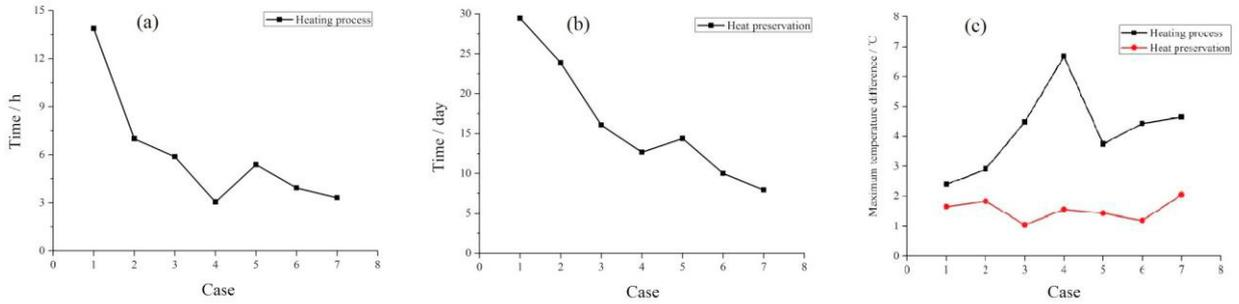 (a)
Heating process
Time / h
15
12
9
6
3
0
0 1 2 3 4 5 6 7 8
Case
(b)
Heat preservation
Time / day
30
25
20
15
10
5
0
0 1 2 3 4 5 6 7 8
Case
(c)
Heating process
Heat preservation
Maximum temperature difference / °C
8
7
6
5
4
3
2
1
0
0 1 2 3 4 5 6 7 8
Case